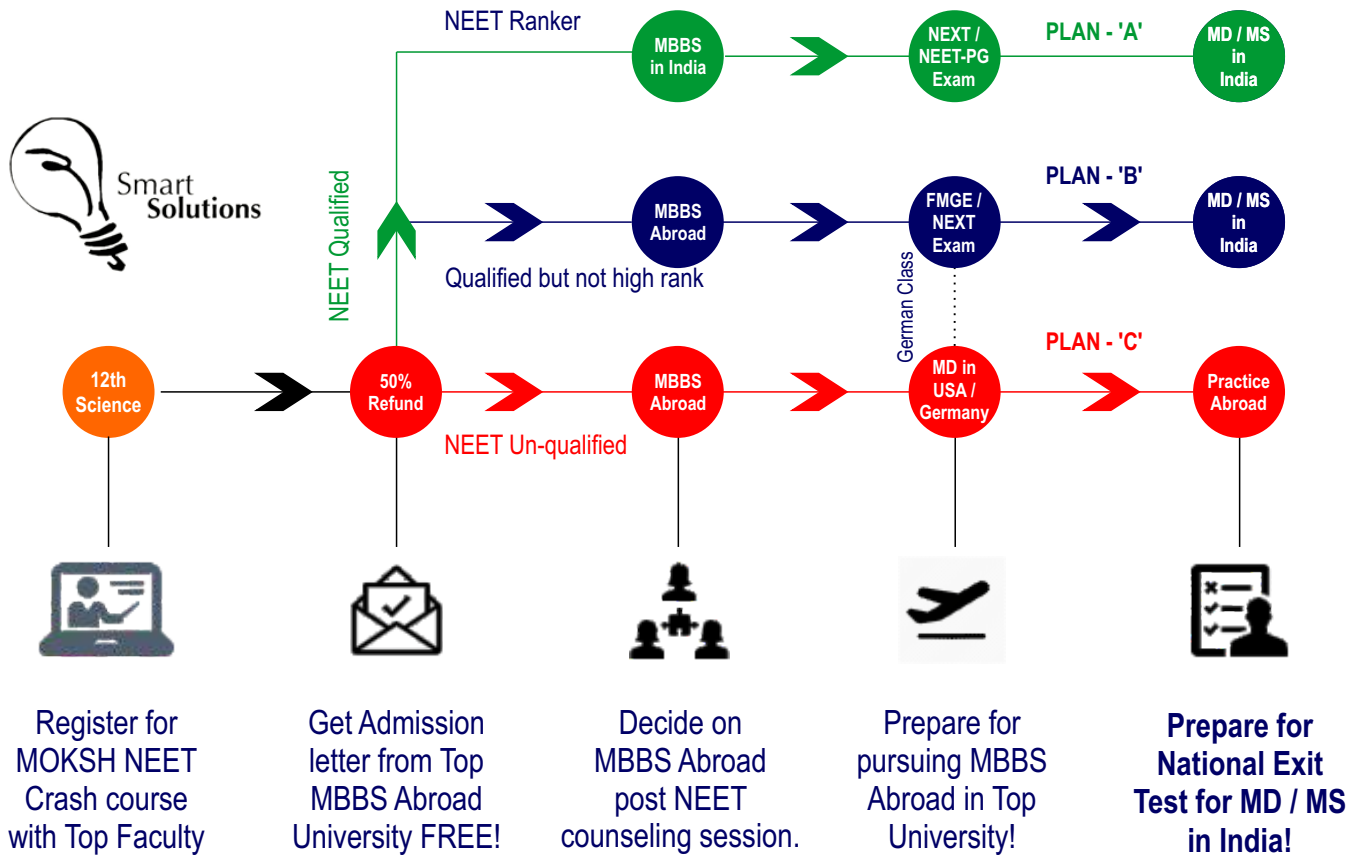 NEET Ranker
MBBS
in India
NEXT /
NEET-PG
Exam
PLAN - 'A'
MD / MS
in
India
Smart
Solutions
NEET Qualified
MBBS
Abroad
FMGE /
NEXT
Exam
PLAN - 'B'
MD / MS
in
India
Qualified but not high rank
German Class
12th
Science
50%
Refund
MBBS
Abroad
MD in
USA /
Germany
PLAN - 'C'
Practice
Abroad
NEET Un-qualified
Register for
MOKSH NEET
Crash course
with Top Faculty
Get Admission
letter from Top
MBBS Abroad
University FREE!
Decide on
MBBS Abroad
post NEET
counseling session.
Prepare for
pursuing MBBS
Abroad in Top
University!
Prepare for
National Exit
Test for MD / MS
in India!